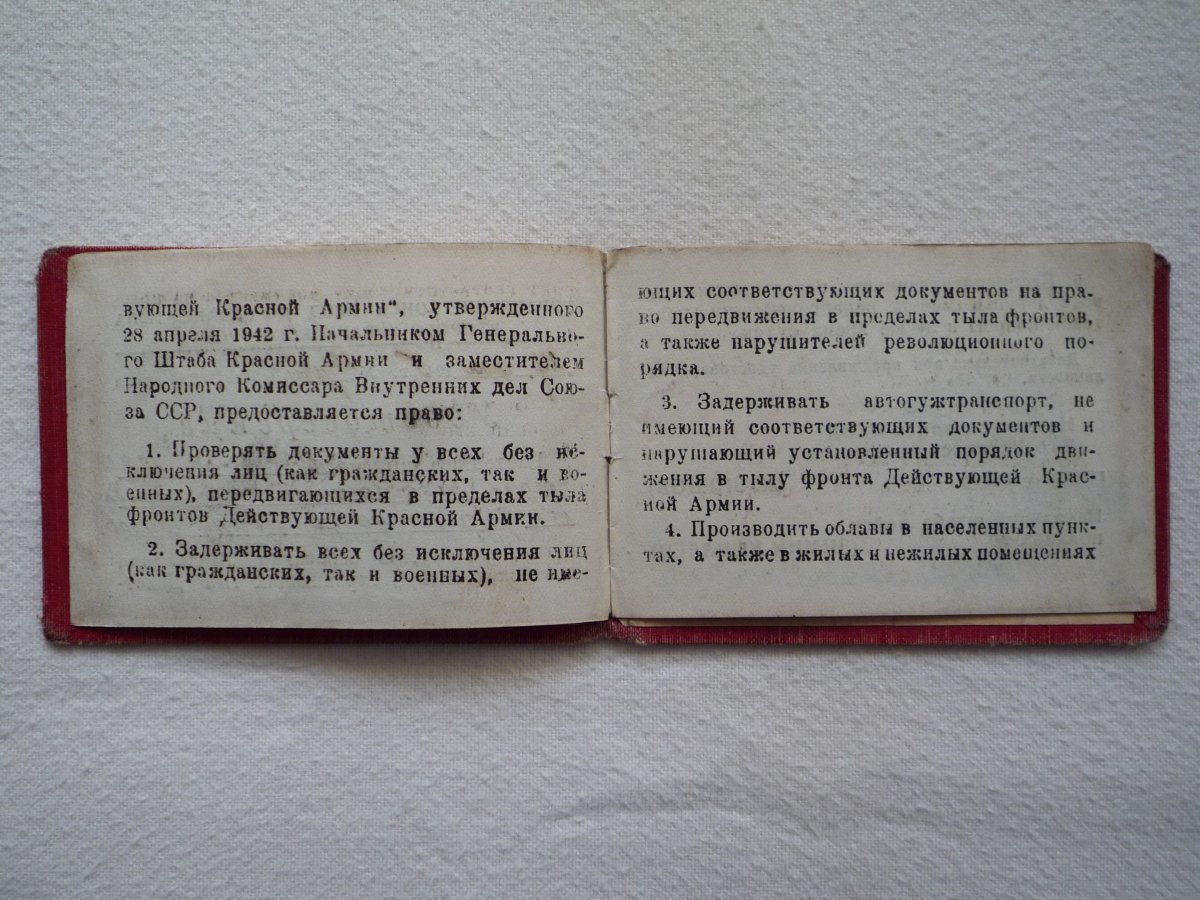 вующей Красной Армии“, утвержденного
28 апреля 1942 г. Начальником Генерально-
го Штаба Красной Армии и заместителем
Народного Комиссара Внутренних дел Сою-
за ССР, предоставляется право:
1. Проверять документы у всех без ис-
ключения лиц (как гражданских, так и во-
енных), передвигающихся в пределах тыла
фронтов Действующей Красной Армии.
2. Задерживать всех без исключения лиц
(как гражданских, так и военных), не име-
ющих соответствующих документов на пра-
во передвижения в пределах тыла фронтов,
а также нарушителей революционного по-
рядка.
3. Задерживать автогужтранспорт, не
имеющий соответствующих документов и
нарушающий установленный порядок дви-
жения в тылу фронта Действующей Крас-
ной Армии.
4. Производить облавы в населенных пунк-
тах, а также в жилых и нежилых помещениях